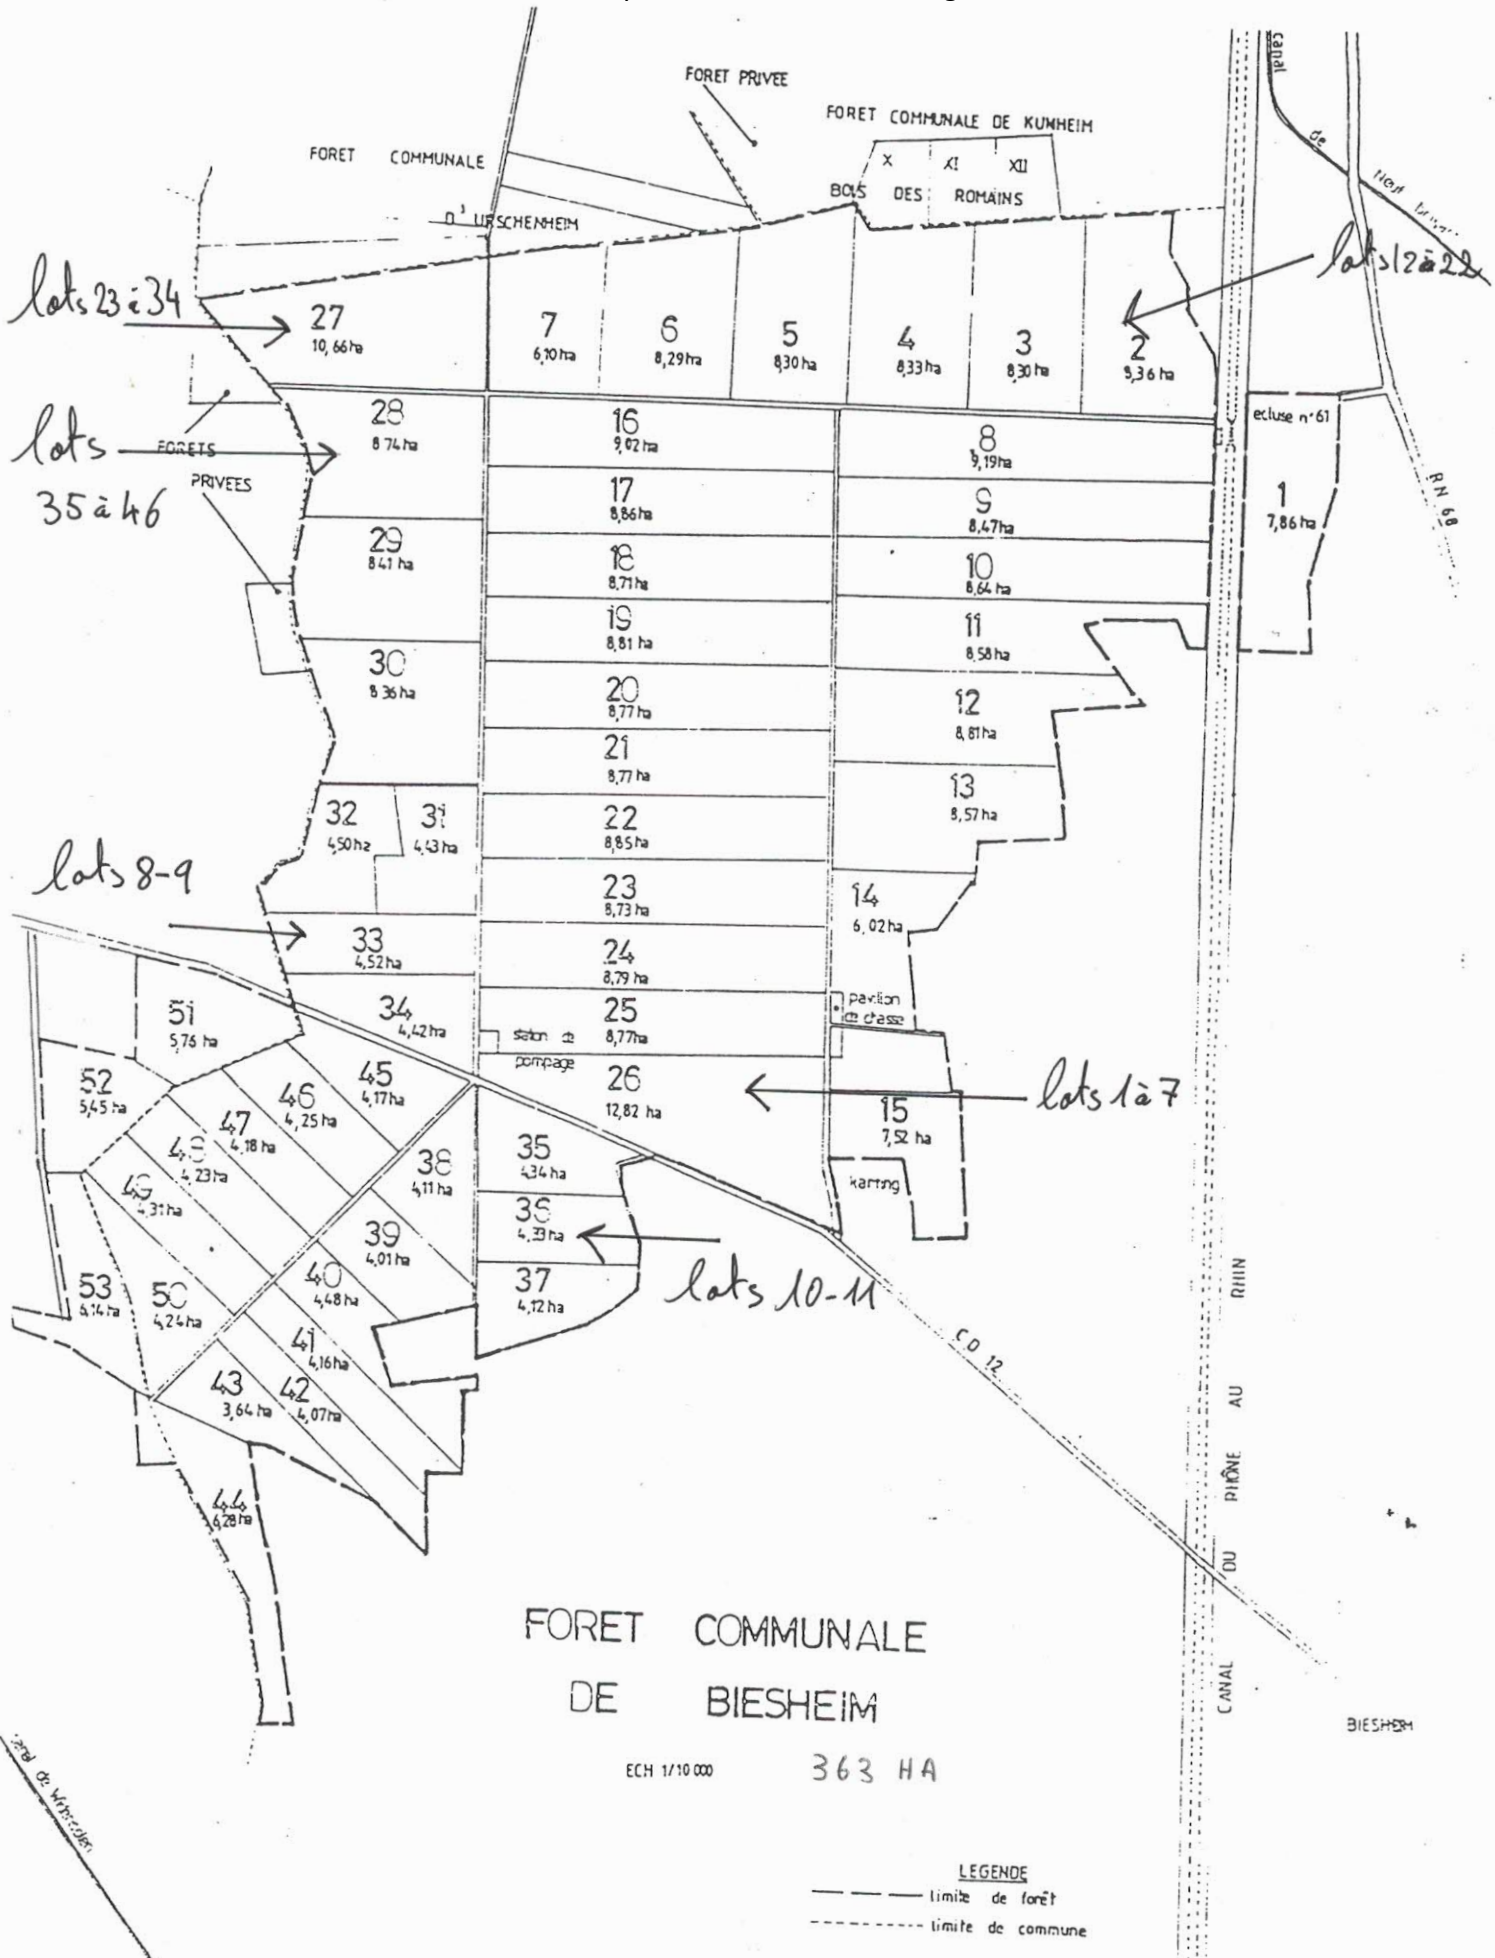 FORET PRIVEE
canal
FORET COMMUNALE DE KUNHEIM
X XI XII
de
FORET COMMUNALE
Neuf
BOIS DES ROMAINS
D'URSCHENHEIM
lots 12 à 22
lots 23 à 34
27
10,66 ha
7
6,10 ha
6
8,29 ha
5
8,30 ha
4
8,33 ha
3
8,30 ha
2
8,36 ha
28
8 74 ha
16
9,02 ha
8
9,19 ha
ecluse n°61
lots
35 à 46
FORETS
PRIVEES
RN 68
17
8,86 ha
9
8,47 ha
1
7,86 ha
29
8 41 ha
18
8,71 ha
10
8,64 ha
19
8,81 ha
11
8,58 ha
30
8 36 ha
20
8,77 ha
12
8,81 ha
21
8,77 ha
13
8,57 ha
32
4,50 ha
31
4,43 ha
22
8,85 ha
lots 8-9
23
8,73 ha
14
6,02 ha
33
4,52 ha
24
8,79 ha
34
4,42 ha
25
8,77 ha
pavillon
de chasse
station de
pompage
51
5,76 ha
52
5,45 ha
45
4,17 ha
46
4,25 ha
47
4,18 ha
48
4,23 ha
49
4,31 ha
26
12,82 ha
lots 1 à 7
15
7,52 ha
karting
35
4,34 ha
38
4,11 ha
36
4,33 ha
39
4,01 ha
lots 10-11
37
4,12 ha
40
4,48 ha
53
6,14 ha
50
4,24 ha
41
4,16 ha
CD 12
43
3,64 ha
42
4,07 ha
44
6,28 ha
CANAL DU RHÔNE AU RHIN
FORET COMMUNALE
DE BIESHEIM
ECH 1/10 000
363 HA
BIESHEIM
de
LEGENDE
limite de forêt
limite de commune